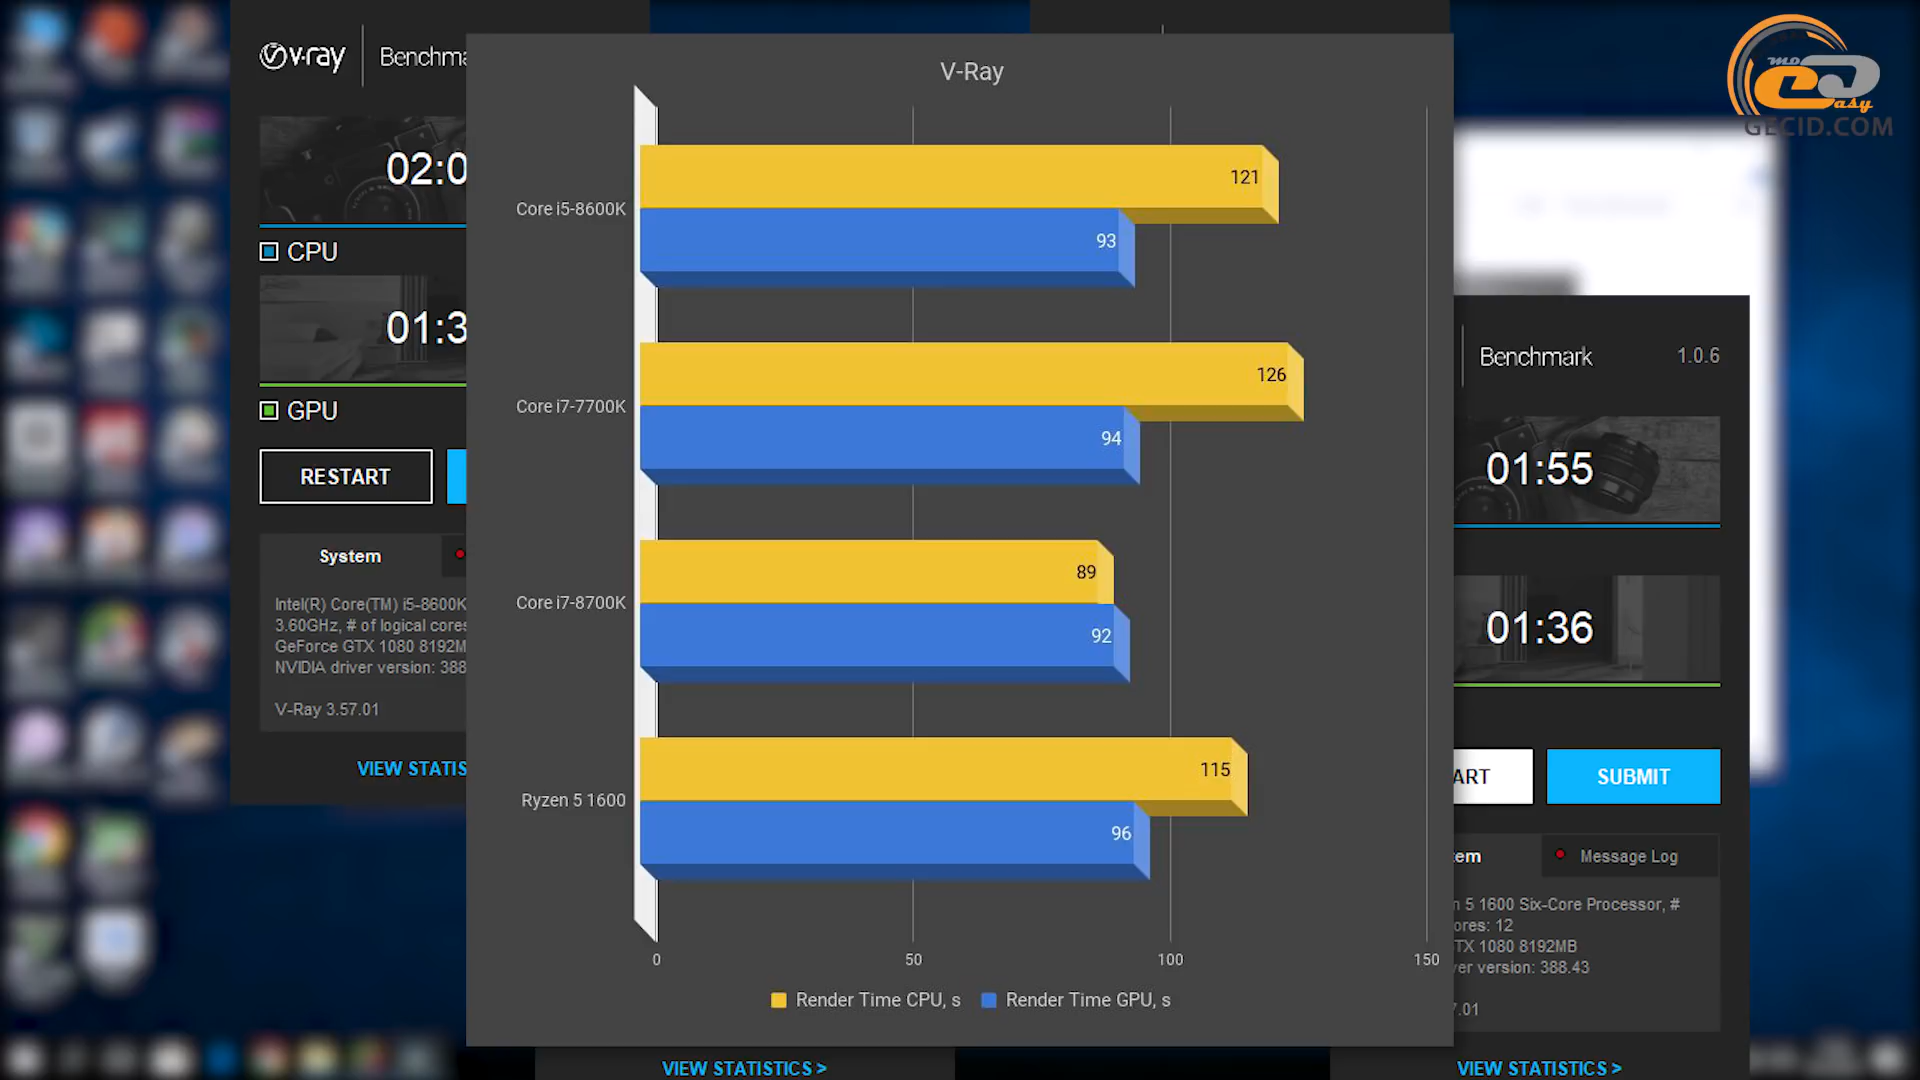 v·ray
Benchma
02:0
CPU
01:3
GPU
RESTART
System
Intel(R) Core(TM) i5-8600K
3.60GHz, # of logical cores
GeForce GTX 1080 8192M
NVIDIA driver version: 388
V-Ray 3.57.01
VIEW STATIS
V-Ray
Core i5-8600K
121
93
Core i7-7700K
126
94
Core i7-8700K
89
92
Ryzen 5 1600
115
96
0 50 100 150
Render Time CPU, s Render Time GPU, s
VIEW STATISTICS >
MD
easy
GECID.COM
Benchmark 1.0.6
01:55
01:36
ART
SUBMIT
em
Message Log
5 1600 Six-Core Processor, #
ores: 12
TX 1080 8192MB
er version: 388.43
.01
VIEW STATISTICS >